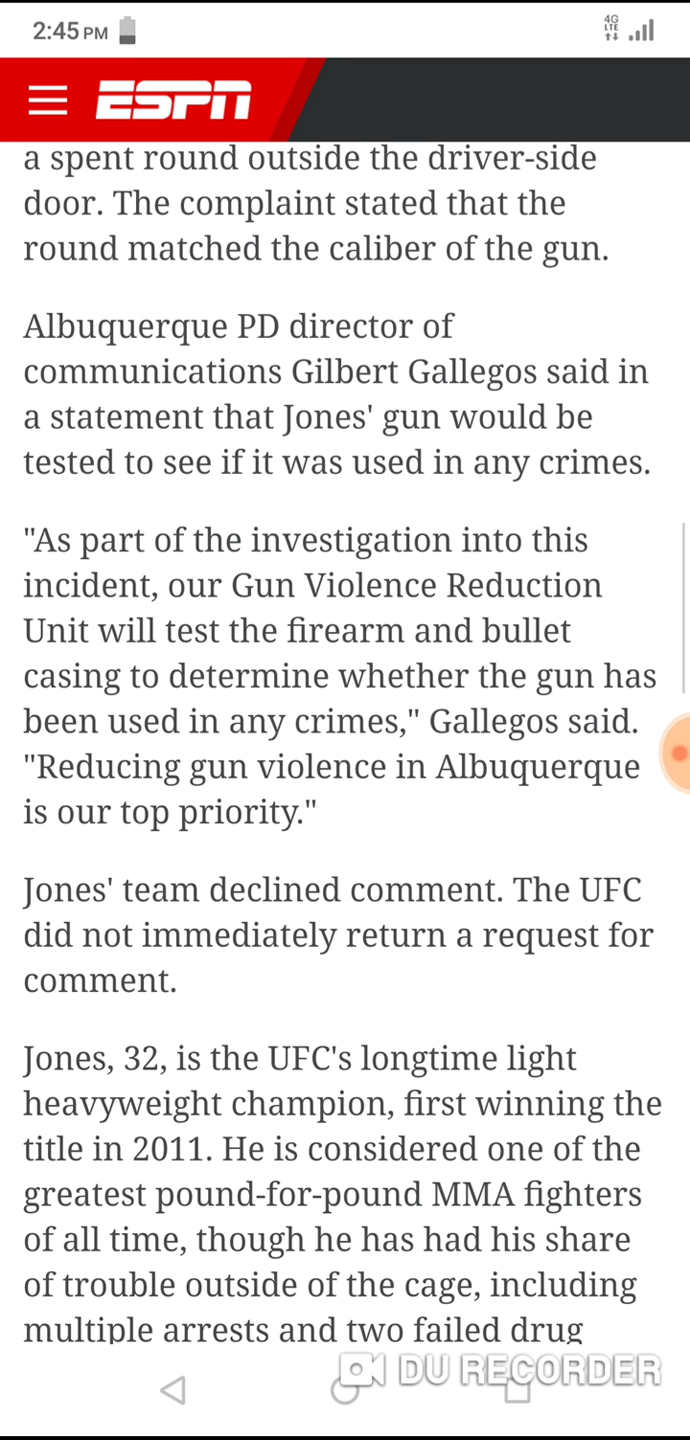 2:45 PM
4G
LTE
ESPN
a spent round outside the driver-side
door. The complaint stated that the
round matched the caliber of the gun.
Albuquerque PD director of
communications Gilbert Gallegos said in
a statement that Jones' gun would be
tested to see if it was used in any crimes.
"As part of the investigation into this
incident, our Gun Violence Reduction
Unit will test the firearm and bullet
casing to determine whether the gun has
been used in any crimes," Gallegos said.
"Reducing gun violence in Albuquerque
is our top priority."
Jones' team declined comment. The UFC
did not immediately return a request for
comment.
Jones, 32, is the UFC's longtime light
heavyweight champion, first winning the
title in 2011. He is considered one of the
greatest pound-for-pound MMA fighters
of all time, though he has had his share
of trouble outside of the cage, including
multiple arrests and two failed drug
DU RECORDER